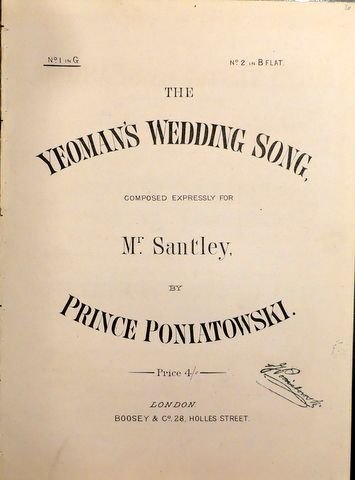 No 1 IN G. No 2 IN B FLAT.
THE
YEOMAN'S WEDDING SONG,
COMPOSED EXPRESSLY FOR
Mr. Santley,
BY
PRINCE PONIATOWSKI.
Price 4/-
LONDON
BOOSEY & Co. 28, HOLLES STREET.